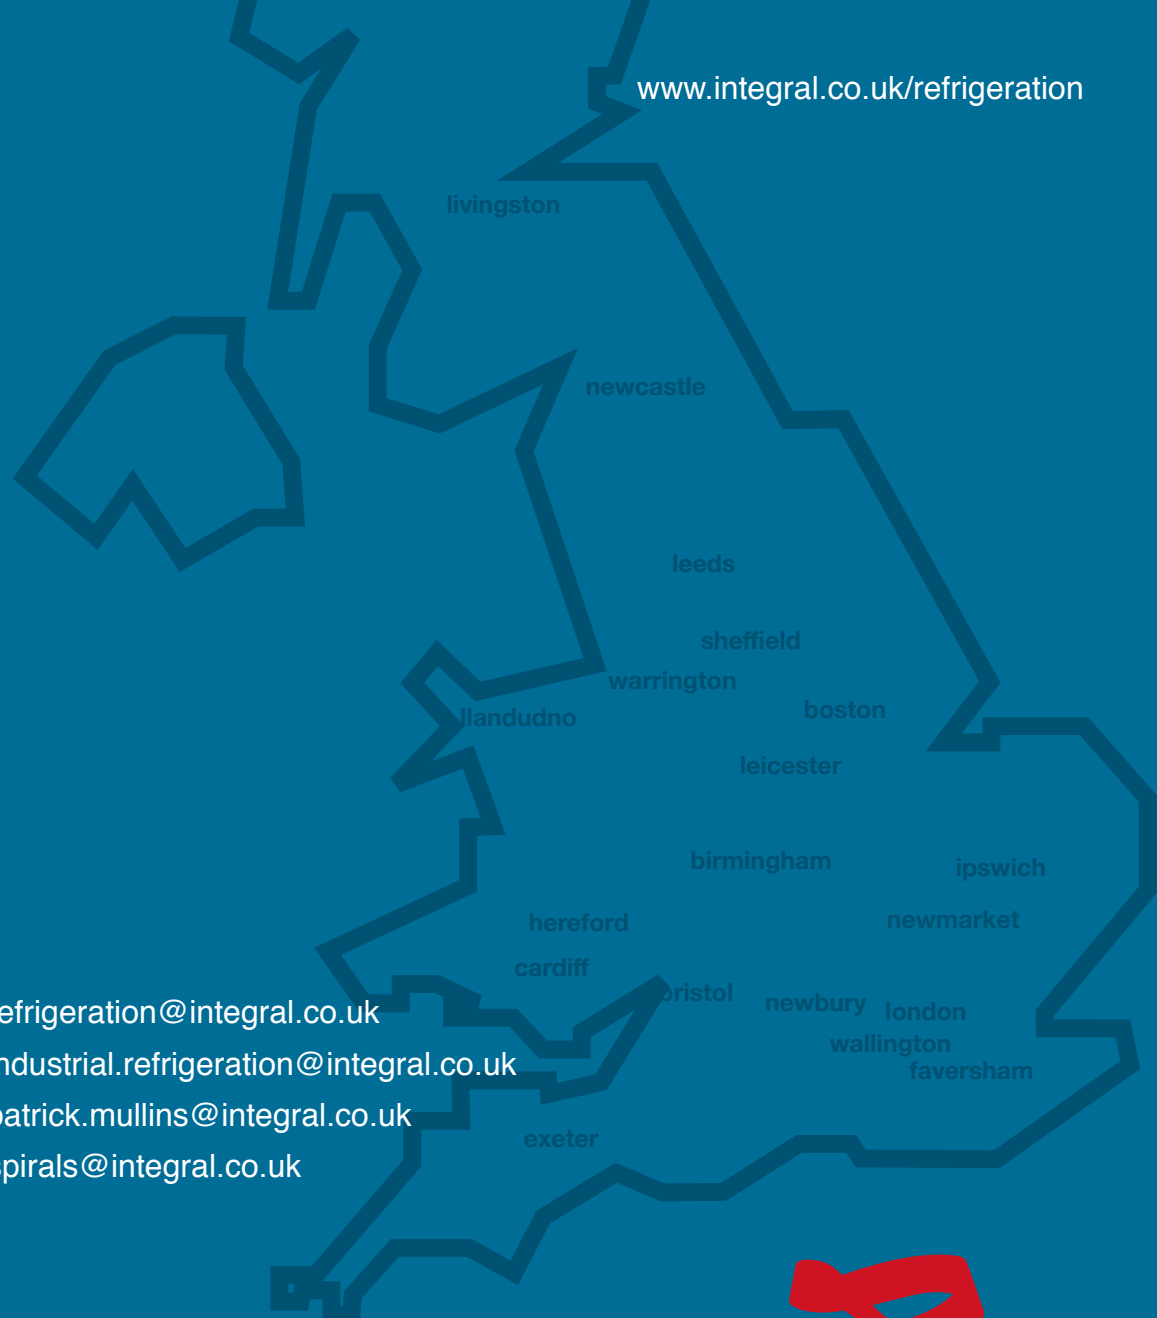 www.integral.co.uk/refrigeration
livingston
newcastle
leeds
sheffield
warrington
llandudno
boston
leicester
birmingham
ipswich
hereford
newmarket
cardiff
bristol
newbury
london
efrigeration@integral.co.uk
wallington
ndustrial.refrigeration@integral.co.uk
faversham
patrick.mullins@integral.co.uk
exeter
spirals@integral.co.uk